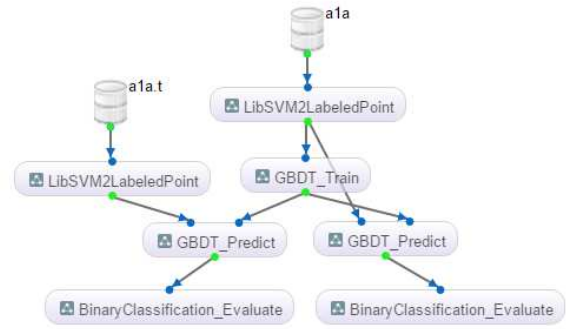 a1a
a1a.t
LibSVM2LabeledPoint
LibSVM2LabeledPoint
GBDT_Train
GBDT_Predict
GBDT_Predict
BinaryClassification_Evaluate
BinaryClassification_Evaluate